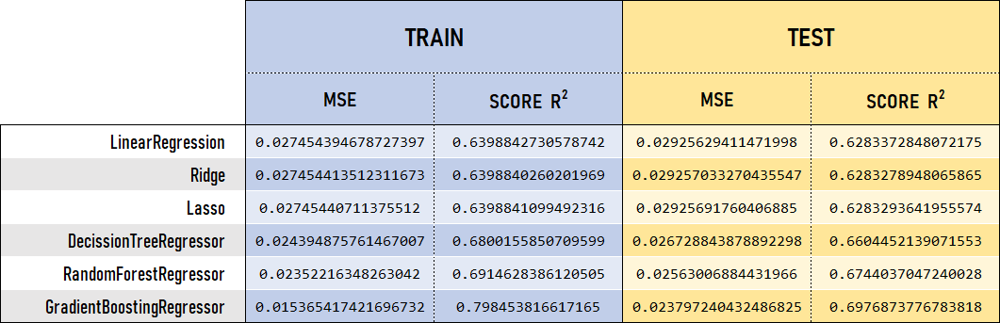 TRAIN TEST
MSE SCORE R² MSE SCORE R²
LinearRegression 0.027454394678727397 0.6398842730578742 0.02925629411471998 0.6283372848072175
Ridge 0.027454413512311673 0.6398840260201969 0.029257033270435547 0.6283278948065865
Lasso 0.02745440711375512 0.6398841099492316 0.02925691760406885 0.6283293641955574
DecissionTreeRegressor 0.024394875761467007 0.6800155850709599 0.026728843878892298 0.6604452139071553
RandomForestRegressor 0.02352216348263042 0.6914628386120505 0.02563006884431966 0.6744037047240028
GradientBoostingRegressor 0.015365417421696732 0.798453816617165 0.023797240432486825 0.6976873776783818